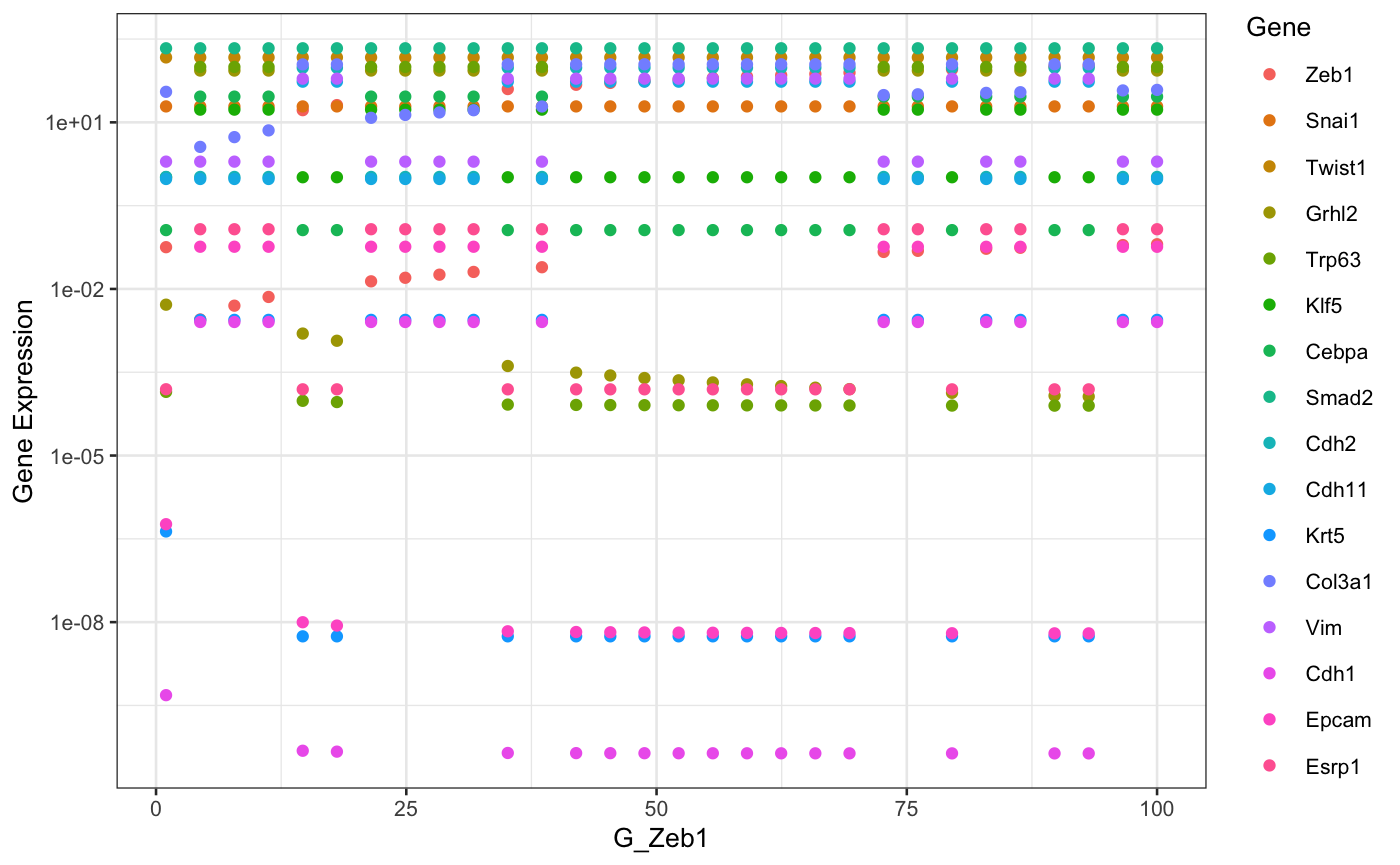 Gene Expression
1e+01
1e-02
1e-05
1e-08
0
25
50
75
100
G_Zeb1
Gene
Zeb1
Snai1
Twist1
Grhl2
Trp63
Klf5
Cebpa
Smad2
Cdh2
Cdh11
Krt5
Col3a1
Vim
Cdh1
Epcam
Esrp1